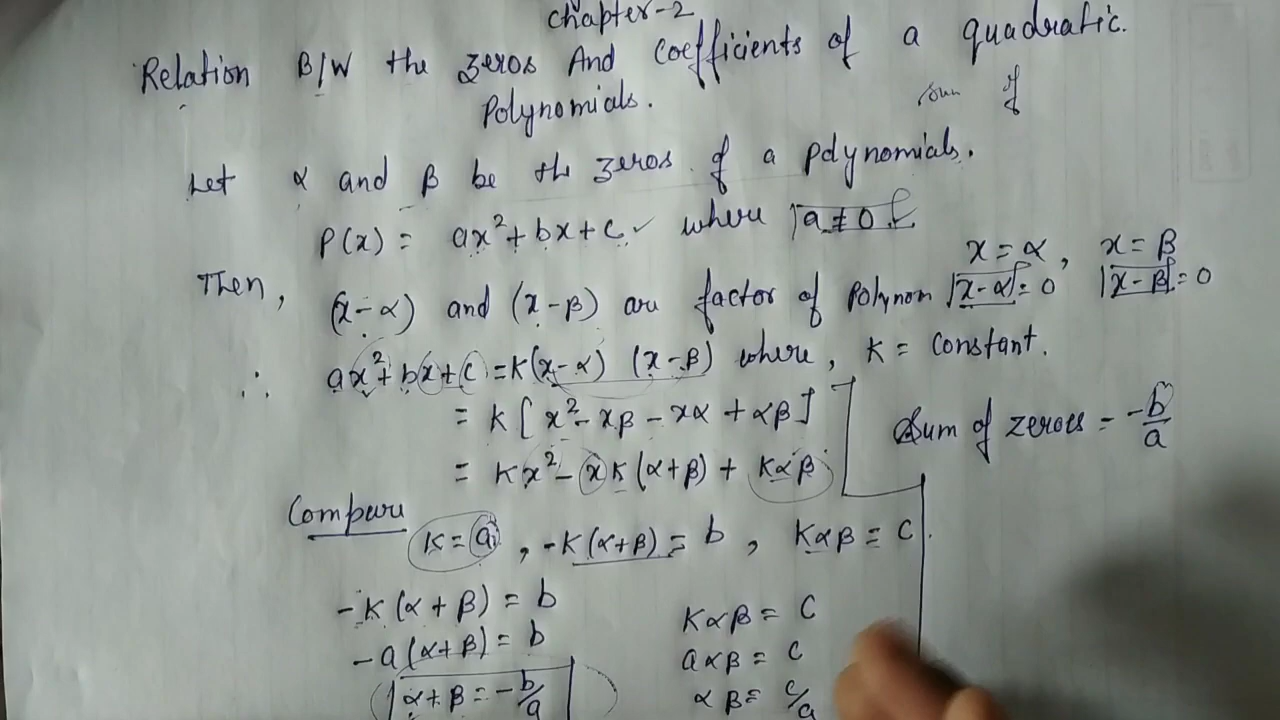 chapter-2
Relation B/W the zeros And Coefficients of a quadratic.
Polynomials.
sum of
Let α and β be the zeros of a polynomials.
P(x) = ax²+bx+c, where a≠0
x=α, x=β
Then, (x-α) and (x-β) are factor of Polynom x-α=0 x-β=0
∴ ax²+bx+c = K(x-α) (x-β) where, K = constant.
= K[x²-xβ-xα+αβ]
Sum of zeroes = -b/a
= Kx²-xK(α+β)+Kαβ
Compare
K=a, -K(α+β)=b, Kαβ=C
-K(α+β)=b Kαβ=C
-a(α+β)=b aαβ=c
α+β=-b/a αβ=c/a